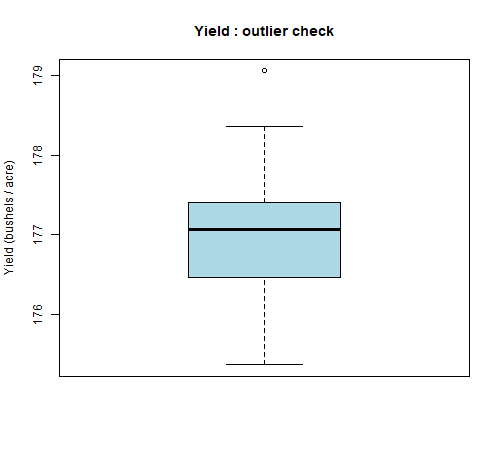 Yield : outlier check
Yield (bushels / acre)
179
178
177
176